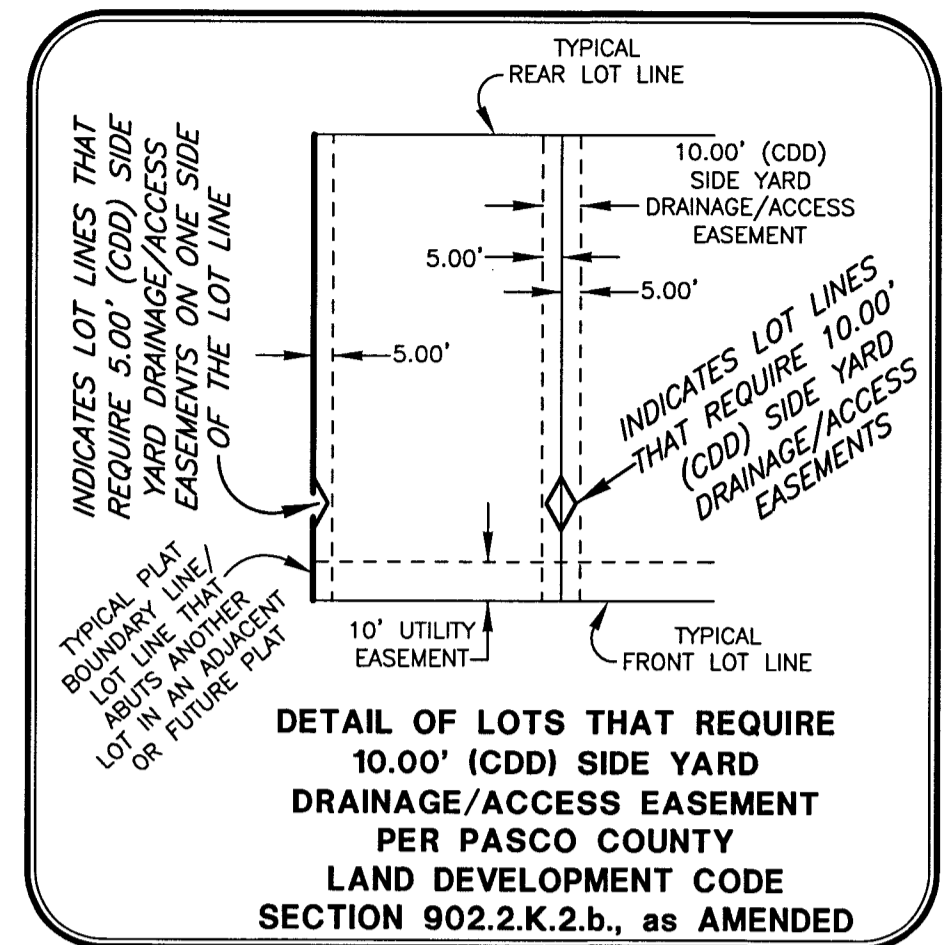 TYPICAL
REAR LOT LINE
INDICATES LOT LINES THAT
REQUIRE 5.00' (CDD) SIDE
YARD DRAINAGE/ACCESS
EASEMENTS ON ONE SIDE
OF THE LOT LINE
10.00' (CDD)
SIDE YARD
DRAINAGE/ACCESS
EASEMENT
5.00'
5.00'
5.00'
INDICATES LOT LINES
THAT REQUIRE 10.00'
(CDD) SIDE YARD
DRAINAGE/ACCESS
EASEMENTS
TYPICAL PLAT
BOUNDARY LINE/
LOT LINE THAT
ABUTS ANOTHER
LOT IN AN ADJACENT
OR FUTURE PLAT
10' UTILITY
EASEMENT
TYPICAL
FRONT LOT LINE
DETAIL OF LOTS THAT REQUIRE
10.00' (CDD) SIDE YARD
DRAINAGE/ACCESS EASEMENT
PER PASCO COUNTY
LAND DEVELOPMENT CODE
SECTION 902.2.K.2.b., as AMENDED